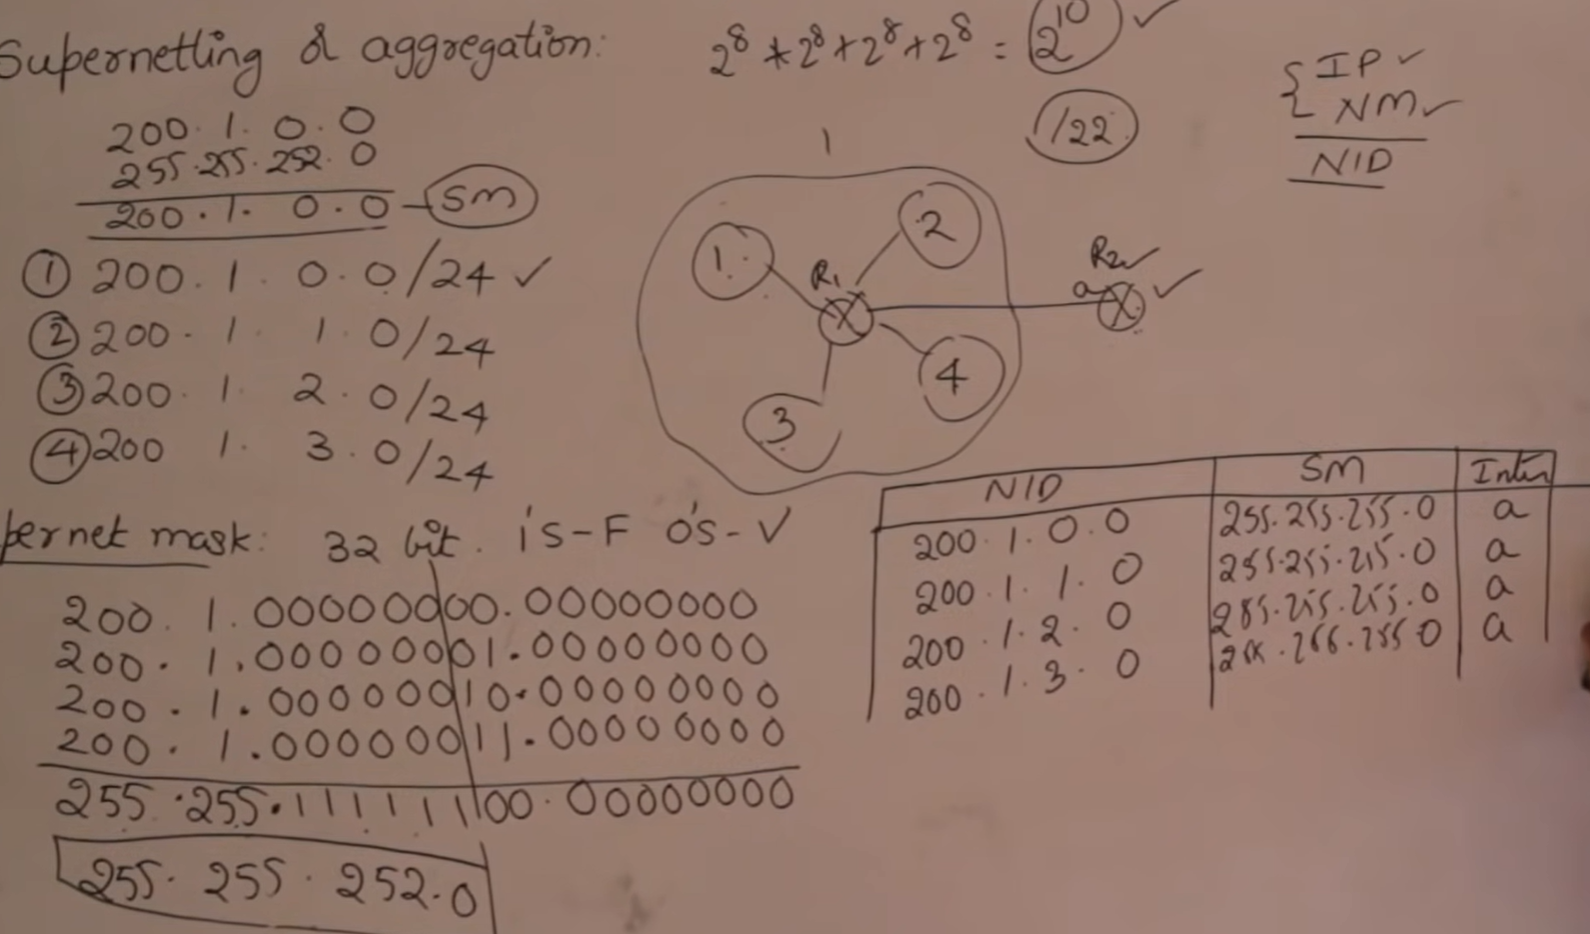 Supernetting & aggregation:
2^8 * 2^8 + 2^8 + 2^8 = 2^10 ✓
/22
{ IP ✓
NM ✓
NID
200. 1. 0. 0
255.255.252. 0
200. 1. 0. 0 - Sm
① 200. 1. 0. 0/24 ✓
② 200. 1 1 0/24
③ 200. 1. 2. 0/24
④ 200 1. 3. 0/24
1
1.
2
R1
R2 ✓
a
✓
3
4
pernet mask: 32 bit. 1's-F 0's-V
200. 1. 00000000. 00000000
200. 1. 00000001. 00000000
200. 1. 00000010. 00000000
200. 1. 00000011. 00000000
255.255.11111100.00000000
255. 255. 252. 0
NID SM
200. 1. 0. 0 255.255.255.0 a
200. 1. 1. 0 255.255.255.0 a
200. 1. 2. 0 255.255.255.0 a
200. 1. 3. 0 a